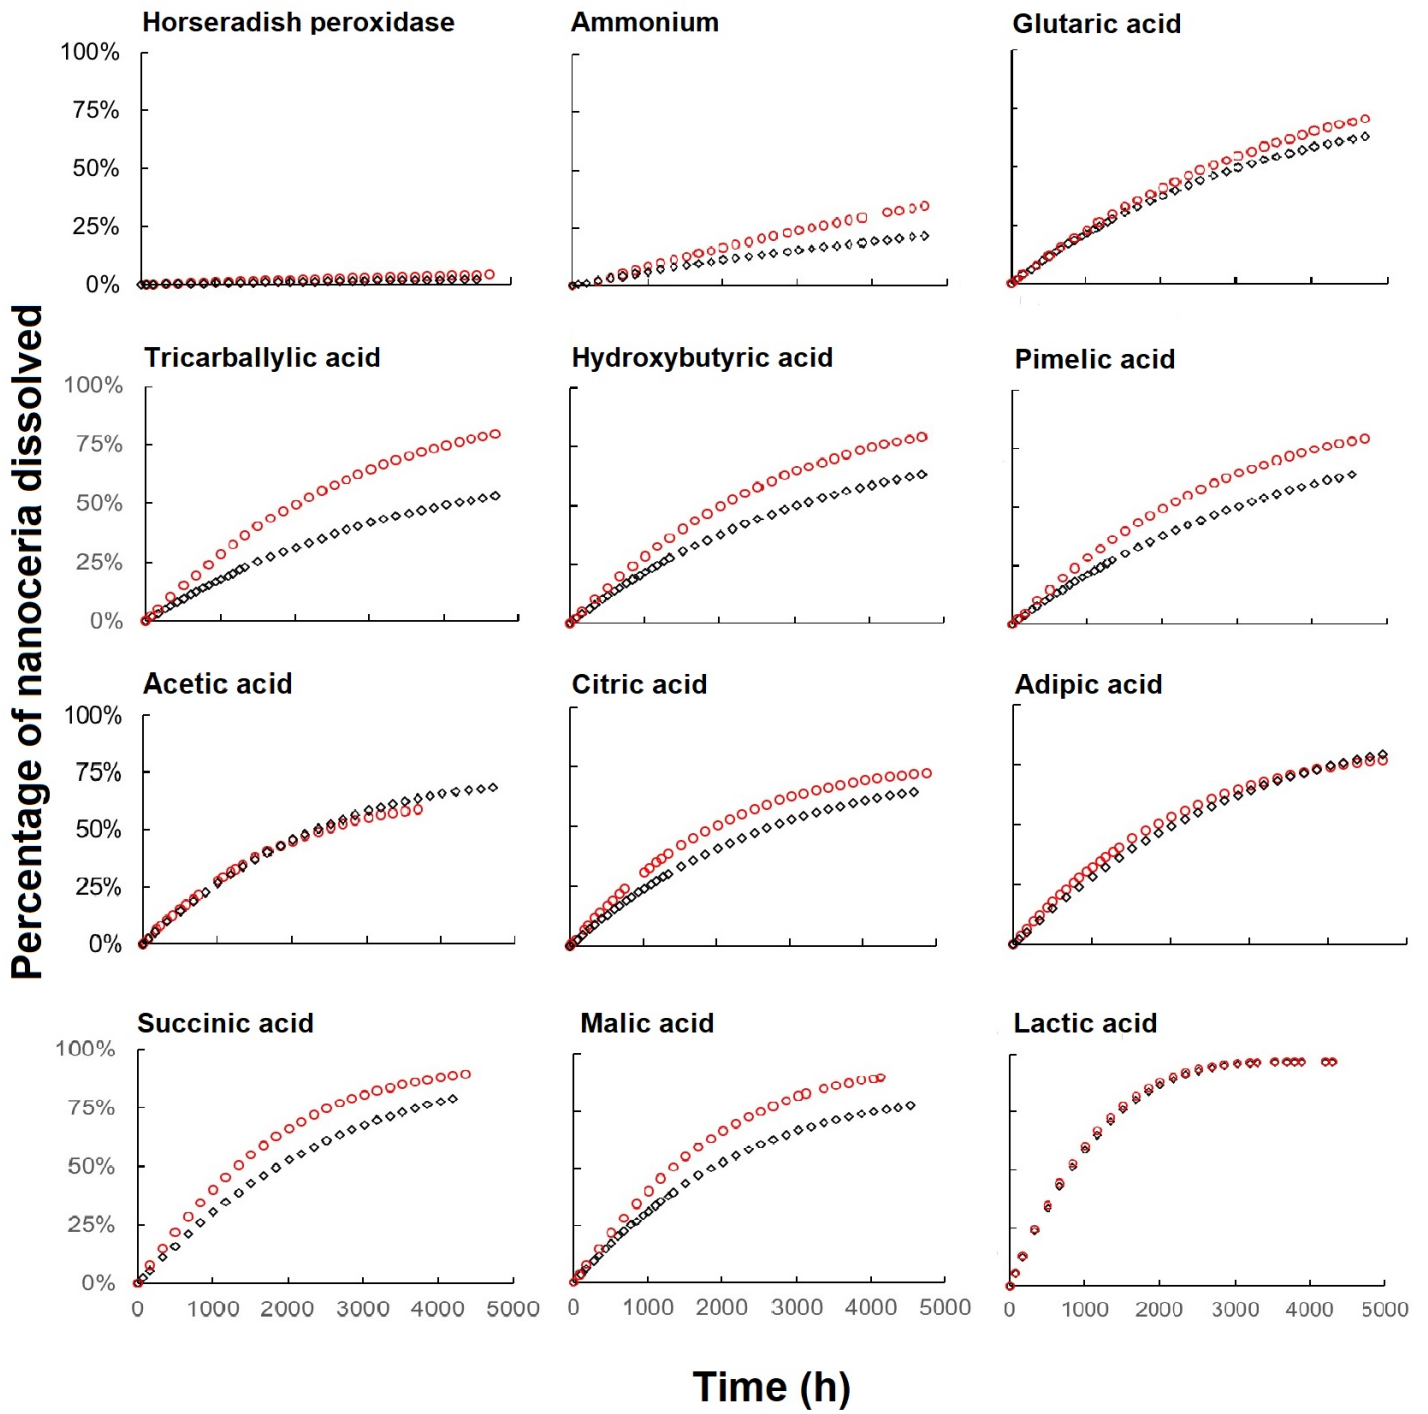 Percentage of nanoceria dissolved
Horseradish peroxidase
100%
75%
50%
25%
0%
Ammonium
Glutaric acid
Tricarballylic acid
100%
75%
50%
25%
0%
Hydroxybutyric acid
Pimelic acid
Acetic acid
100%
75%
50%
25%
0%
Citric acid
Adipic acid
Succinic acid
100%
75%
50%
25%
0%
0 1000 2000 3000 4000 5000
Malic acid
0 1000 2000 3000 4000 5000
Lactic acid
0 1000 2000 3000 4000 5000
Time (h)